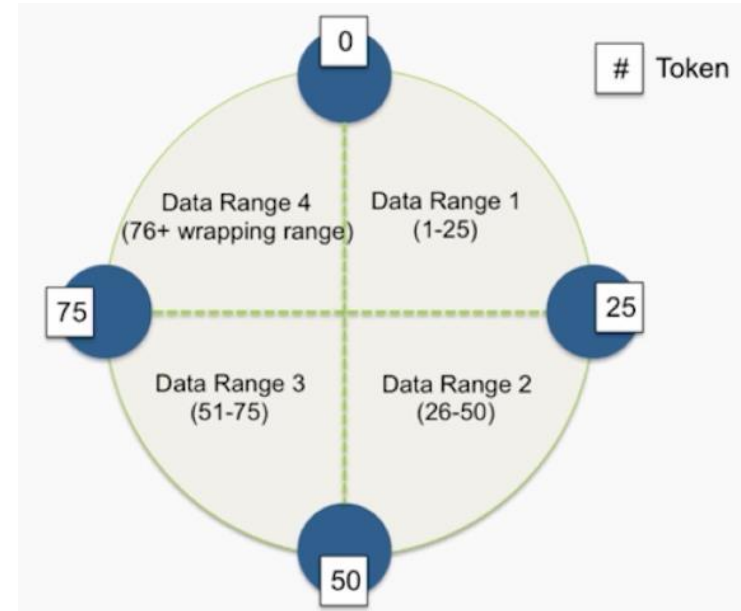 0
# Token
Data Range 4
(76+ wrapping range)
Data Range 1
(1-25)
75
25
Data Range 3
(51-75)
Data Range 2
(26-50)
50